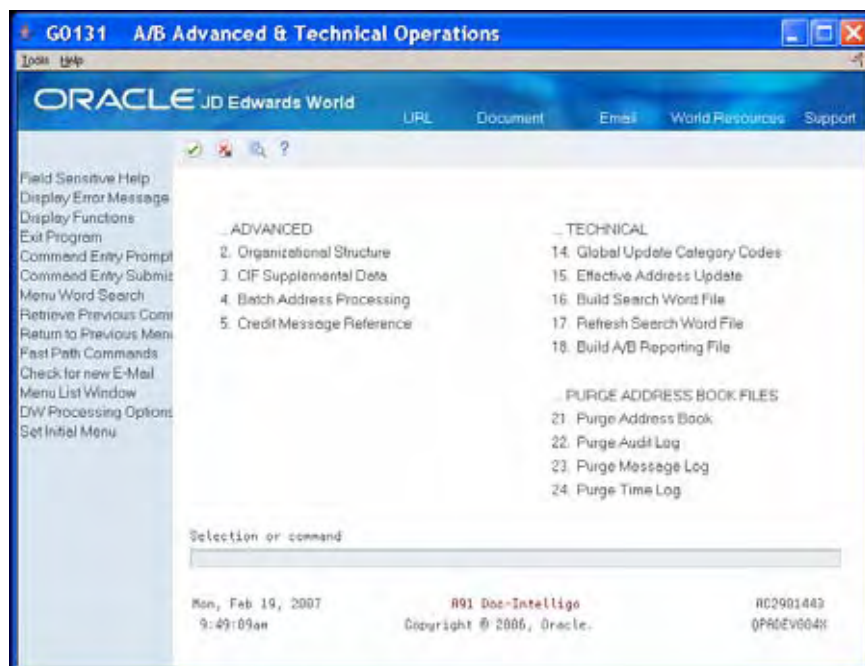 G0131 A/B Advanced & Technical Operations
Tools Help
ORACLE JD Edwards World
URL Document Email World Resources Support
Field Sensitive Help
Display Error Message
Display Functions
Exit Program
Command Entry Prompt
Command Entry Submis
Menu Word Search
Retrieve Previous Com
Return to Previous Men
Fast Path Commands
Check for new E-Mail
Menu List Window
DW Processing Options
Set Initial Menu
... ADVANCED
2. Organizational Structure
3. CIF Supplemental Data
4. Batch Address Processing
5. Credit Message Reference
... TECHNICAL
14. Global Update Category Codes
15. Effective Address Update
16. Build Search Word File
17. Refresh Search Word File
18. Build A/B Reporting File
... PURGE ADDRESS BOOK FILES
21. Purge Address Book
22. Purge Audit Log
23. Purge Message Log
24. Purge Time Log
Selection or command
Mon, Feb 19, 2007 A91 Doc-Intelligo RC2901443
9:49:09am Copyright © 2006, Oracle. QPADEV004X